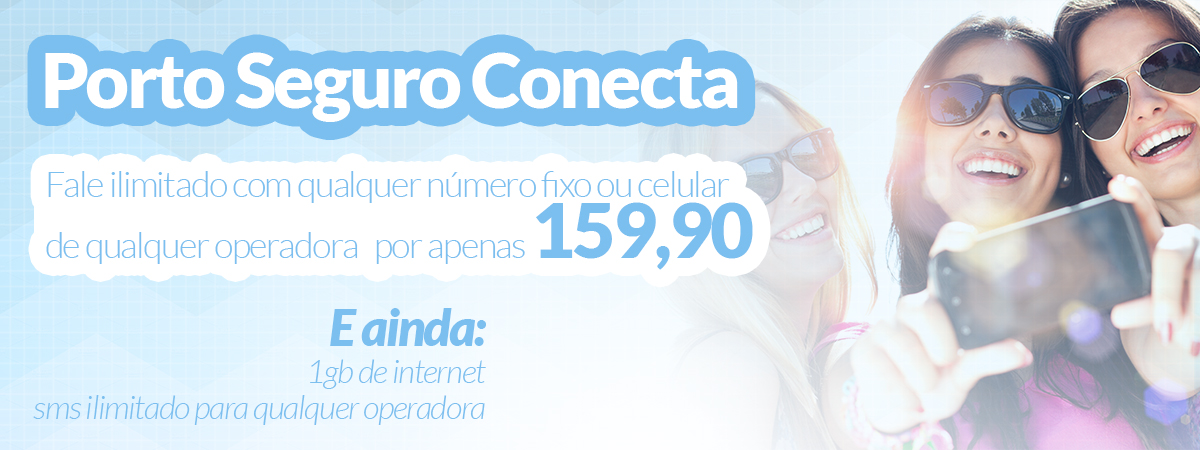 Porto Seguro Conecta
Fale ilimitado com qualquer número fixo ou celular
de qualquer operadora por apenas 159,90
E ainda:
1gb de internet
sms ilimitado para qualquer operadora